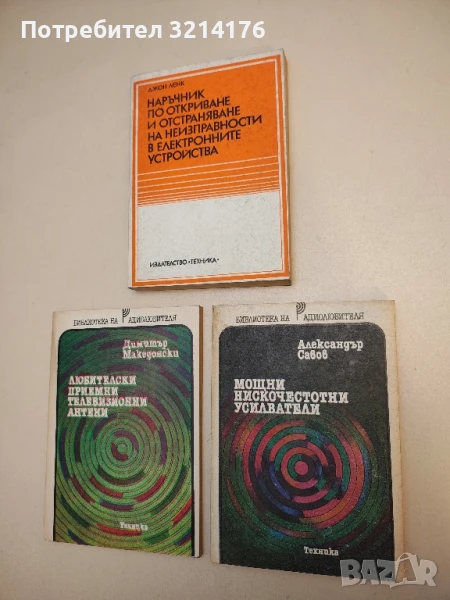 Потребител 3214176
ДЖОН ЛЕНК
НАРЪЧНИК
ПО ОТКРИВАНЕ
И ОТСТРАНЯВАНЕ
НА НЕИЗПРАВНОСТИ
В ЕЛЕКТРОННИТЕ
УСТРОЙСТВА
ИЗДАТЕЛСТВО «ТЕХНИКА»
БИБЛИОТЕКА НА РАДИОЛЮБИТЕЛЯ
Димитър
Македонски
ЛЮБИТЕЛСКИ
ПРИЕМНИ
ТЕЛЕВИЗИОННИ
АНТЕНИ
Техника
БИБЛИОТЕКА НА РАДИОЛЮБИТЕЛЯ
Александър
Савов
МОЩНИ
НИСКОЧЕСТОТНИ
УСИЛВАТЕЛИ
Техника
BAZAR